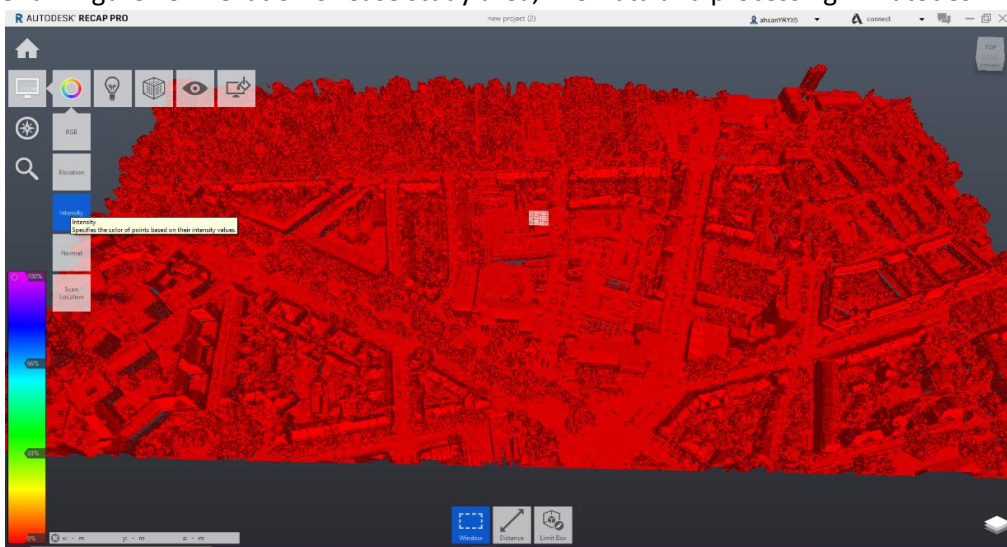 AUTODESK® RECAP PRO
new project (2)
ahsanYRYXS
connect
TOP
RGB
Elevation
Intensity
Intensity
Specifies the color of points based on their intensity values.
Normal
Scan
Location
100%
66%
33%
0%
x: - m y: - m z: - m
Window
Distance
Limit Box